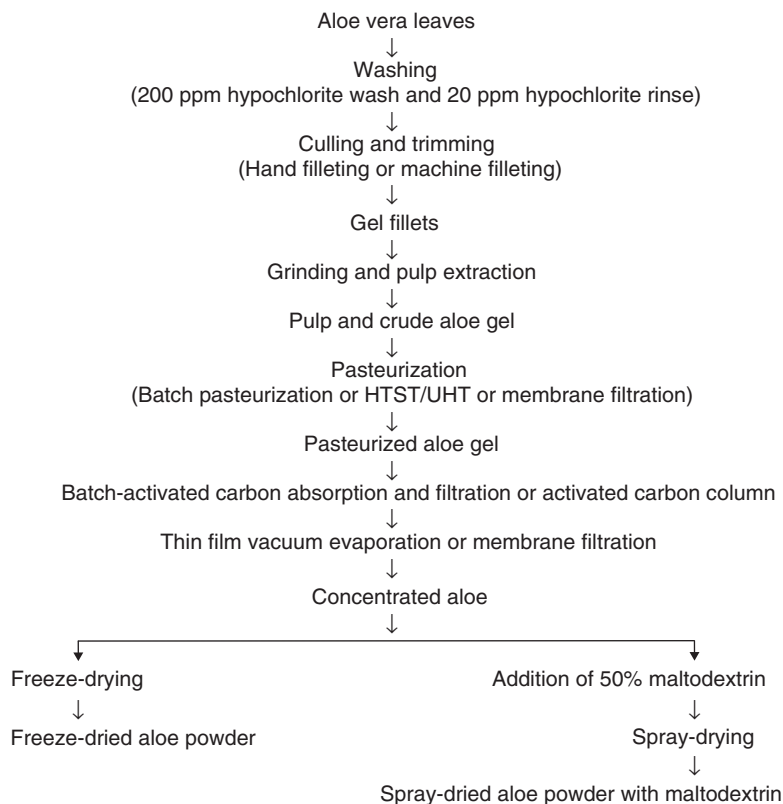 Aloe vera leaves
↓
Washing
(200 ppm hypochlorite wash and 20 ppm hypochlorite rinse)
↓
Culling and trimming
(Hand filleting or machine filleting)
↓
Gel fillets
↓
Grinding and pulp extraction
↓
Pulp and crude aloe gel
↓
Pasteurization
(Batch pasteurization or HTST/UHT or membrane filtration)
↓
Pasteurized aloe gel
↓
Batch-activated carbon absorption and filtration or activated carbon column
↓
Thin film vacuum evaporation or membrane filtration
↓
Concentrated aloe
↓
Freeze-drying
↓
Freeze-dried aloe powder
Addition of 50% maltodextrin
↓
Spray-drying
↓
Spray-dried aloe powder with maltodextrin